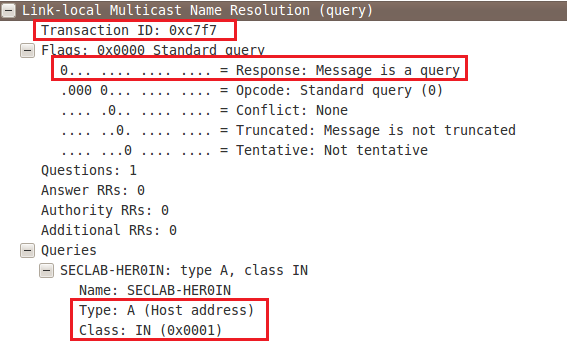 Link-local Multicast Name Resolution (query)
Transaction ID: 0xc7f7
Flags: 0x0000 Standard query
0... .... .... .... = Response: Message is a query
.000 0... .... .... = Opcode: Standard query (0)
.... .0.. .... .... = Conflict: None
.... ..0. .... .... = Truncated: Message is not truncated
.... ...0 .... .... = Tentative: Not tentative
Questions: 1
Answer RRs: 0
Authority RRs: 0
Additional RRs: 0
Queries
SECLAB-HER0IN: type A, class IN
Name: SECLAB-HER0IN
Type: A (Host address)
Class: IN (0x0001)